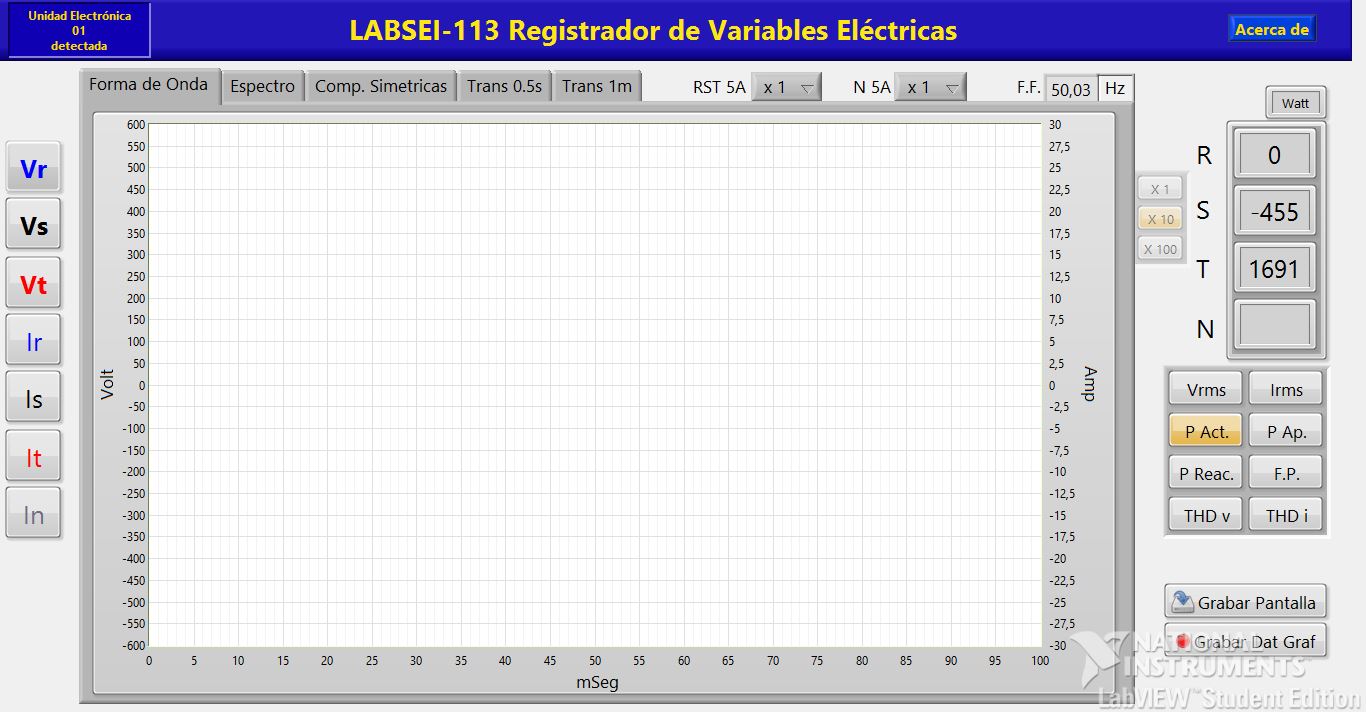 Unidad Electrónica
01
detectada
LABSEI-113 Registrador de Variables Eléctricas
Acerca de
Forma de Onda
Espectro
Comp. Simetricas
Trans 0.5s
Trans 1m
RST 5A
x 1
N 5A
x 1
F.F.
50,03
Hz
Watt
Vr
Vs
Vt
Ir
Is
It
In
Volt
600
550
500
450
400
350
300
250
200
150
100
50
0
-50
-100
-150
-200
-250
-300
-350
-400
-450
-500
-550
-600
0
5
10
15
20
25
30
35
40
45
50
55
60
65
70
75
80
85
90
95
100
mSeg
30
27,5
25
22,5
20
17,5
15
12,5
10
7,5
5
2,5
0
-2,5
-5
-7,5
-10
-12,5
-15
-17,5
-20
-22,5
-25
-27,5
-30
Amp
X 1
X 10
X 100
R
0
S
-455
T
1691
N
Vrms
Irms
P Act.
P Ap.
P Reac.
F.P.
THD v
THD i
Grabar Pantalla
Grabar Dat Graf
NATIONAL
INSTRUMENTS
LabVIEW™ Student Edition